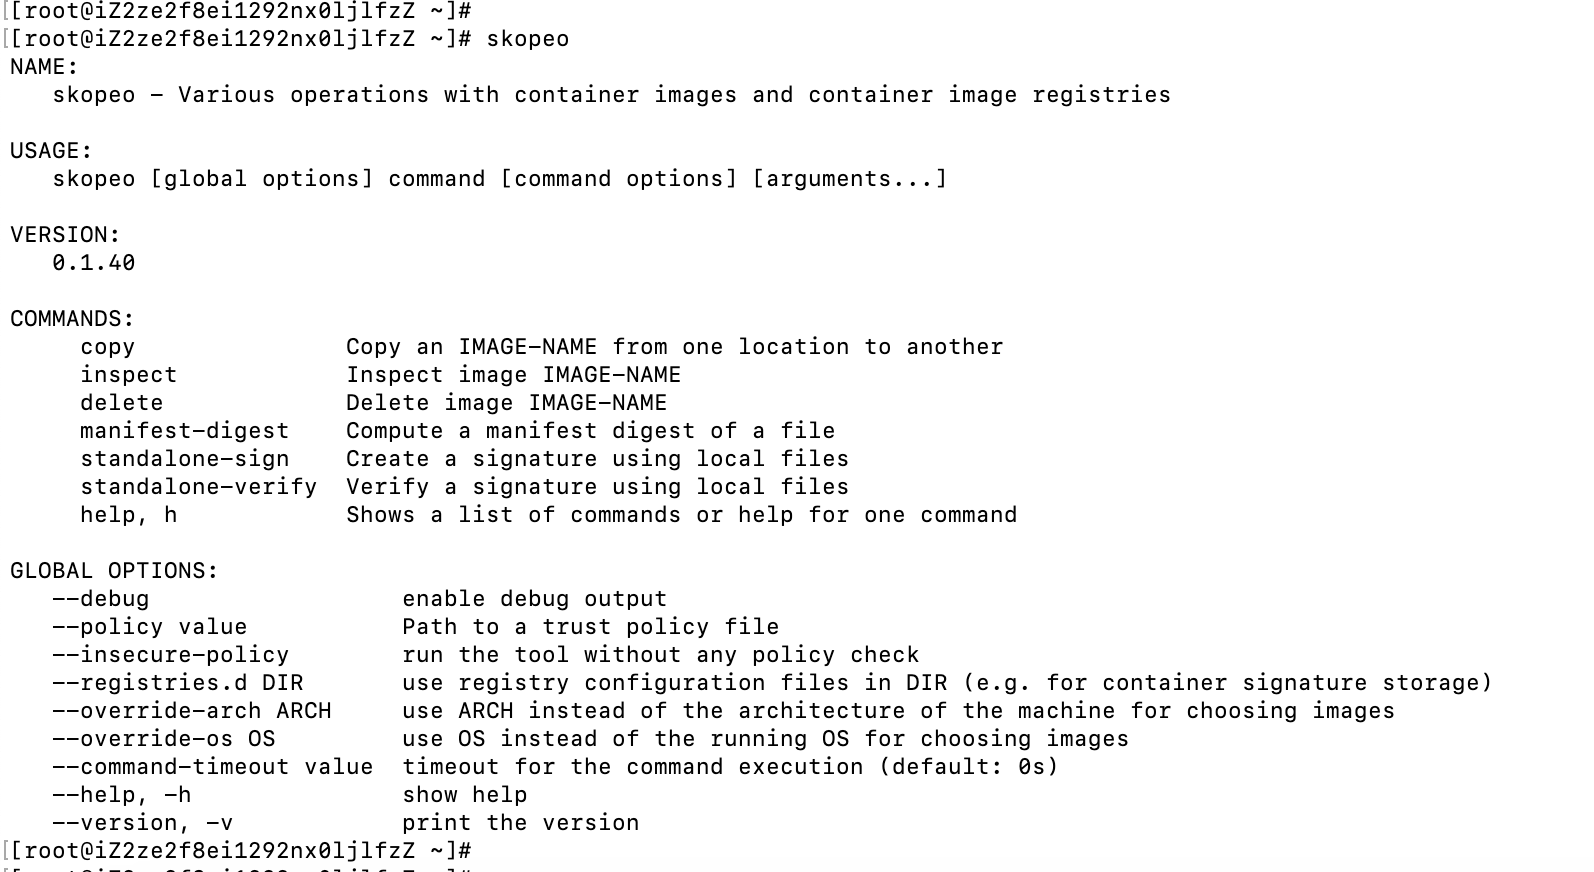 [[root@iZ2ze2f8ei1292nx0ljlfzZ ~]#
[[root@iZ2ze2f8ei1292nx0ljlfzZ ~]# skopeo
NAME:
   skopeo - Various operations with container images and container image registries
USAGE:
   skopeo [global options] command [command options] [arguments...]
VERSION:
   0.1.40
COMMANDS:
     copy               Copy an IMAGE-NAME from one location to another
     inspect            Inspect image IMAGE-NAME
     delete             Delete image IMAGE-NAME
     manifest-digest    Compute a manifest digest of a file
     standalone-sign    Create a signature using local files
     standalone-verify  Verify a signature using local files
     help, h            Shows a list of commands or help for one command
GLOBAL OPTIONS:
   --debug                  enable debug output
   --policy value           Path to a trust policy file
   --insecure-policy        run the tool without any policy check
   --registries.d DIR       use registry configuration files in DIR (e.g. for container signature storage)
   --override-arch ARCH     use ARCH instead of the architecture of the machine for choosing images
   --override-os OS         use OS instead of the running OS for choosing images
   --command-timeout value  timeout for the command execution (default: 0s)
   --help, -h               show help
   --version, -v            print the version
[[root@iZ2ze2f8ei1292nx0ljlfzZ ~]#